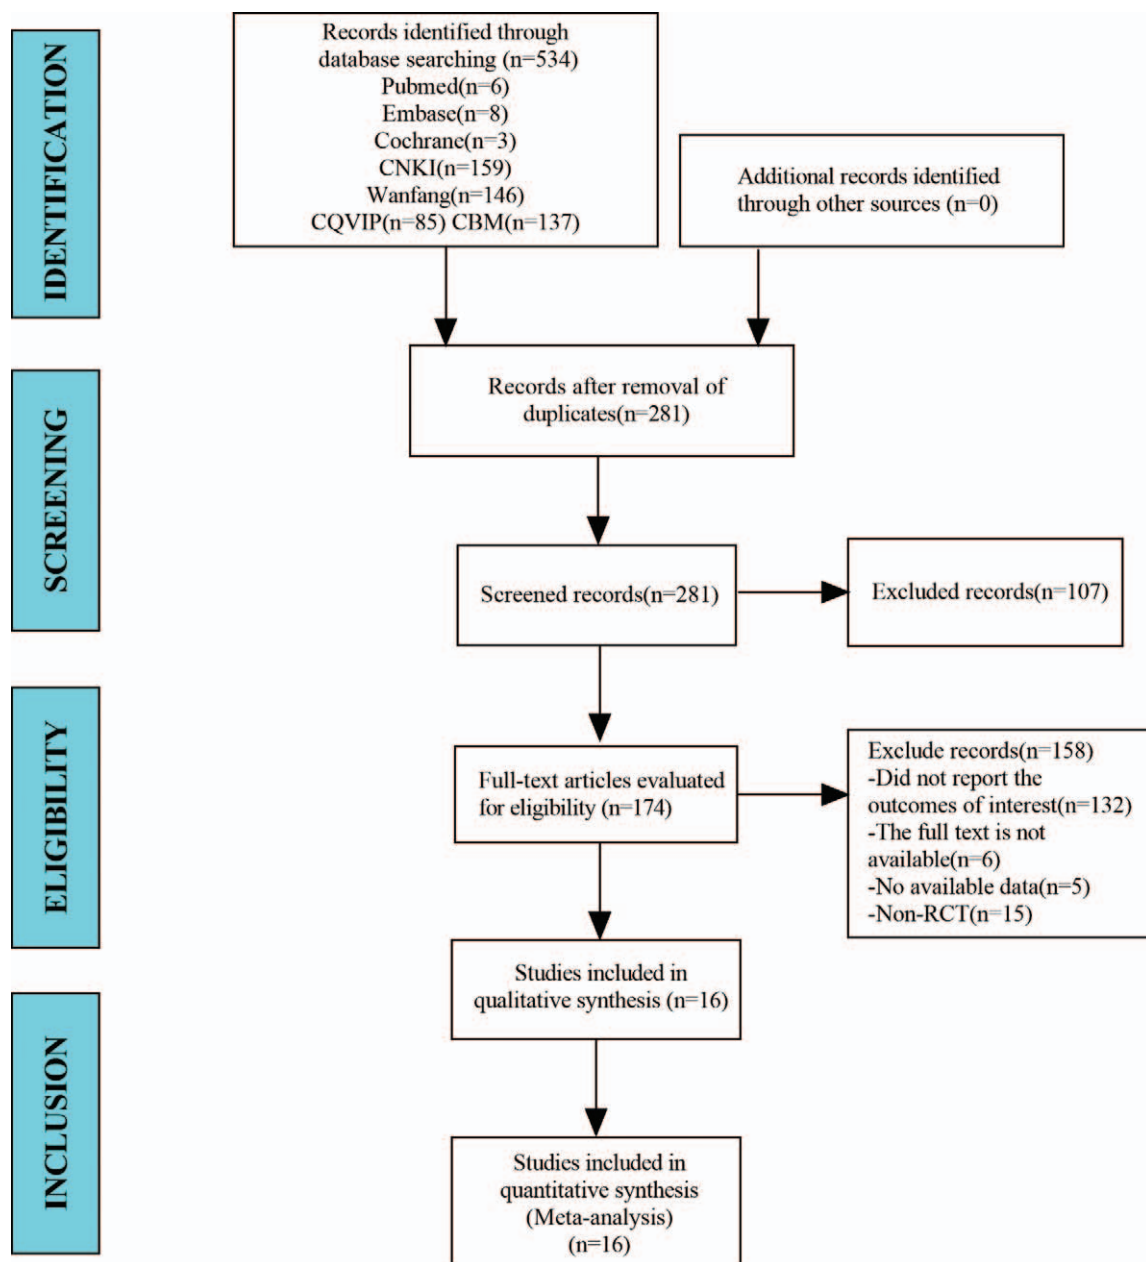 IDENTIFICATION
Records identified through
database searching (n=534)
Pubmed(n=6)
Embase(n=8)
Cochrane(n=3)
CNKI(n=159)
Wanfang(n=146)
CQVIP(n=85) CBM(n=137)
Additional records identified
through other sources (n=0)
SCREENING
Records after removal of
duplicates(n=281)
Screened records(n=281)
Excluded records(n=107)
ELIGIBILITY
Full-text articles evaluated
for eligibility (n=174)
Exclude records(n=158)
-Did not report the
outcomes of interest(n=132)
-The full text is not
available(n=6)
-No available data(n=5)
-Non-RCT(n=15)
Studies included in
qualitative synthesis (n=16)
INCLUSION
Studies included in
quantitative synthesis
(Meta-analysis)
(n=16)